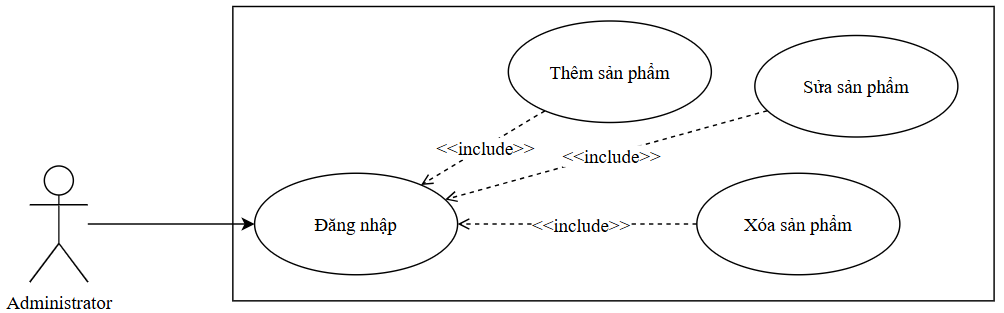 Thêm sản phẩm
Sửa sản phẩm
<<include>>
<<include>>
Đăng nhập
<<include>>
Xóa sản phẩm
Administrator